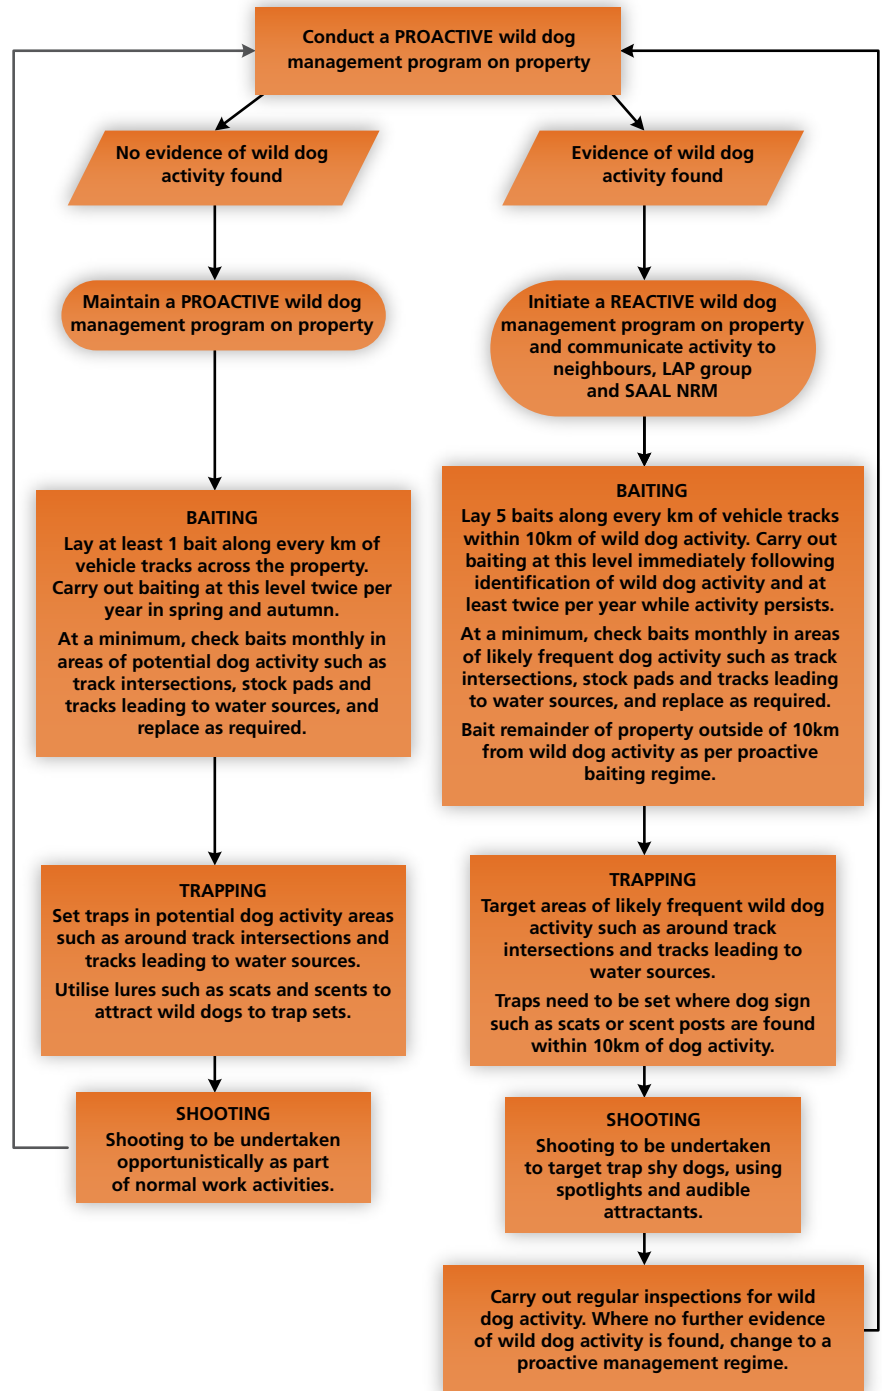 Conduct a PROACTIVE wild dog
management program on property
No evidence of wild dog
activity found
Evidence of wild dog
activity found
Maintain a PROACTIVE wild dog
management program on property
Initiate a REACTIVE wild dog
management program on property
and communicate activity to
neighbours, LAP group
and SAAL NRM
BAITING
Lay at least 1 bait along every km of
vehicle tracks across the property.
Carry out baiting at this level twice per
year in spring and autumn.
At a minimum, check baits monthly in
areas of potential dog activity such as
track intersections, stock pads and
tracks leading to water sources, and
replace as required.
BAITING
Lay 5 baits along every km of vehicle tracks
within 10km of wild dog activity. Carry out
baiting at this level immediately following
identification of wild dog activity and at
least twice per year while activity persists.
At a minimum, check baits monthly in areas
of likely frequent dog activity such as track
intersections, stock pads and tracks leading
to water sources, and replace as required.
Bait remainder of property outside of 10km
from wild dog activity as per proactive
baiting regime.
TRAPPING
Set traps in potential dog activity areas
such as around track intersections and
tracks leading to water sources.
Utilise lures such as scats and scents to
attract wild dogs to trap sets.
TRAPPING
Target areas of likely frequent wild dog
activity such as around track
intersections and tracks leading to
water sources.
Traps need to be set where dog sign
such as scats or scent posts are found
within 10km of dog activity.
SHOOTING
Shooting to be undertaken
opportunistically as part
of normal work activities.
SHOOTING
Shooting to be undertaken
to target trap shy dogs, using
spotlights and audible
attractants.
Carry out regular inspections for wild
dog activity. Where no further evidence
of wild dog activity is found, change to a
proactive management regime.